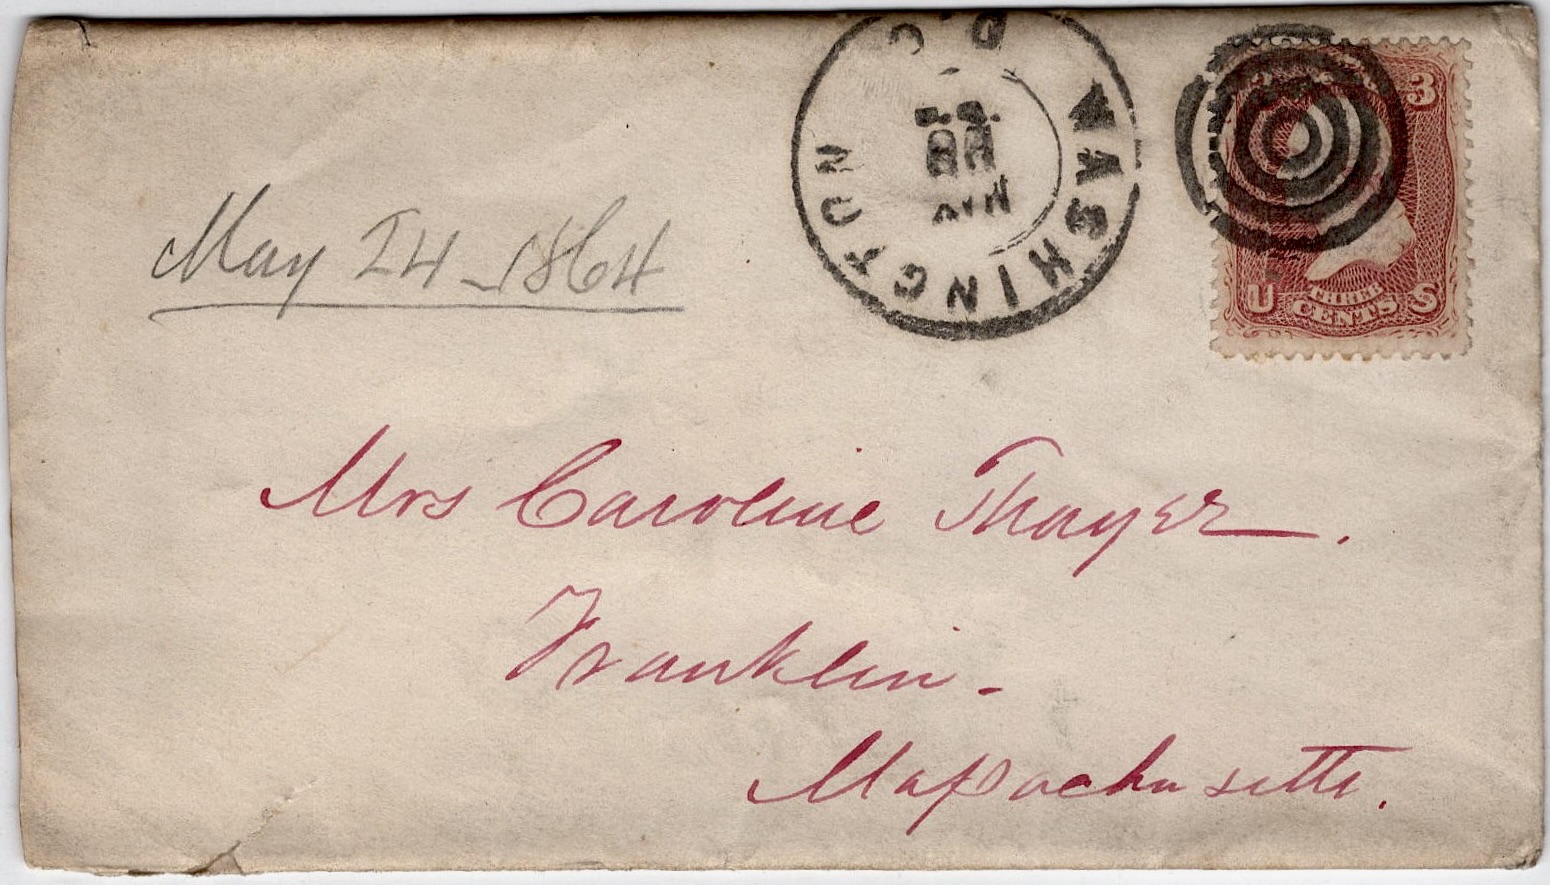 WASHINGTON D.C.
3
U THREE CENTS S
May 24 - 1864
Mrs Caroline Thayer.
Franklin -
Massachusetts.